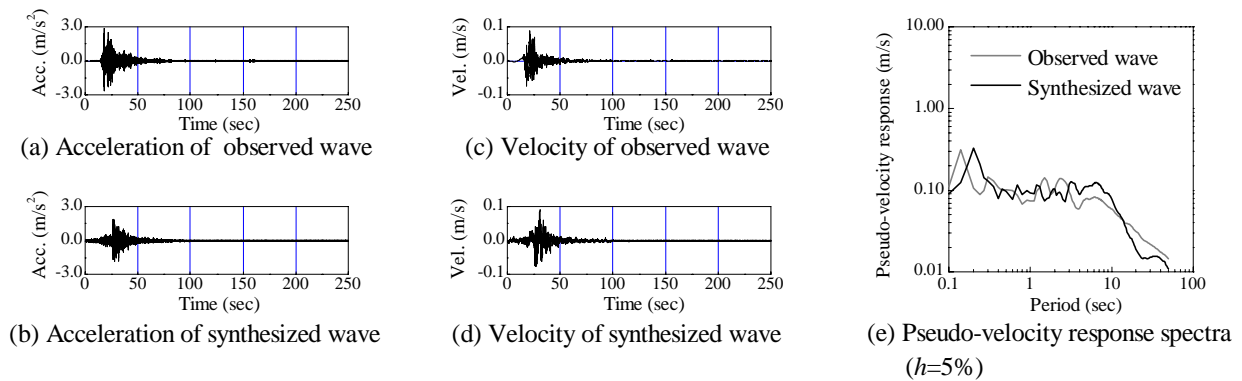 3.0
0.0
-3.0
Acc. (m/s²)
0 50 100 150 200 250
Time (sec)
(a) Acceleration of observed wave
0.1
0.0
-0.1
Vel. (m/s)
0 50 100 150 200 250
Time (sec)
(c) Velocity of observed wave
3.0
0.0
-3.0
Acc. (m/s²)
0 50 100 150 200 250
Time (sec)
(b) Acceleration of synthesized wave
0.1
0.0
-0.1
Vel. (m/s)
0 50 100 150 200 250
Time (sec)
(d) Velocity of synthesized wave
10.00
1.00
0.10
0.01
Pseudo-velocity response (m/s)
Observed wave
Synthesized wave
0.1 1 10 100
Period (sec)
(e) Pseudo-velocity response spectra
(h=5%)